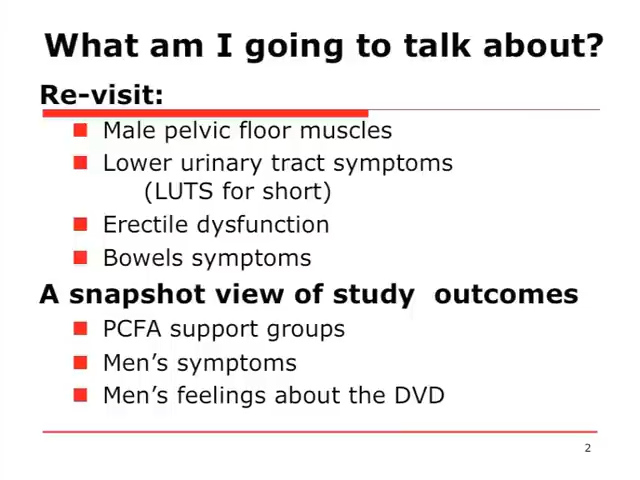 What am I going to talk about?
Re-visit:
Male pelvic floor muscles
Lower urinary tract symptoms
(LUTS for short)
Erectile dysfunction
Bowels symptoms
A snapshot view of study outcomes
PCFA support groups
Men’s symptoms
Men’s feelings about the DVD
2